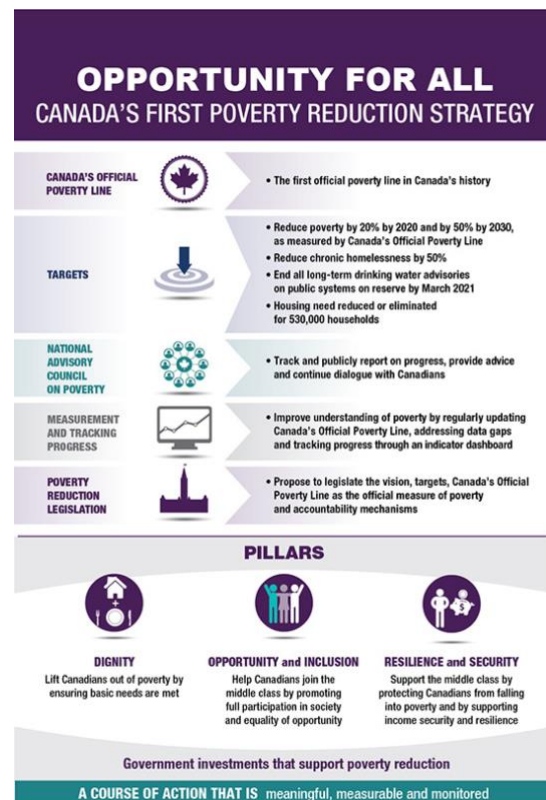 OPPORTUNITY FOR ALL
CANADA'S FIRST POVERTY REDUCTION STRATEGY
CANADA'S OFFICIAL
POVERTY LINE
• The first official poverty line in Canada's history
TARGETS
• Reduce poverty by 20% by 2020 and by 50% by 2030,
as measured by Canada's Official Poverty Line
• Reduce chronic homelessness by 50%
• End all long-term drinking water advisories
on public systems on reserve by March 2021
• Housing need reduced or eliminated
for 530,000 households
NATIONAL
ADVISORY
COUNCIL
ON POVERTY
• Track and publicly report on progress, provide advice
and continue dialogue with Canadians
MEASUREMENT
AND TRACKING
PROGRESS
• Improve understanding of poverty by regularly updating
Canada's Official Poverty Line, addressing data gaps
and tracking progress through an indicator dashboard
POVERTY
REDUCTION
LEGISLATION
• Propose to legislate the vision, targets, Canada's Official
Poverty Line as the official measure of poverty
and accountability mechanisms
PILLARS
DIGNITY
Lift Canadians out of poverty by
ensuring basic needs are met
OPPORTUNITY and INCLUSION
Help Canadians join the
middle class by promoting
full participation in society
and equality of opportunity
RESILIENCE and SECURITY
Support the middle class by
protecting Canadians from falling
into poverty and by supporting
income security and resilience
Government investments that support poverty reduction
A COURSE OF ACTION THAT IS meaningful, measurable and monitored